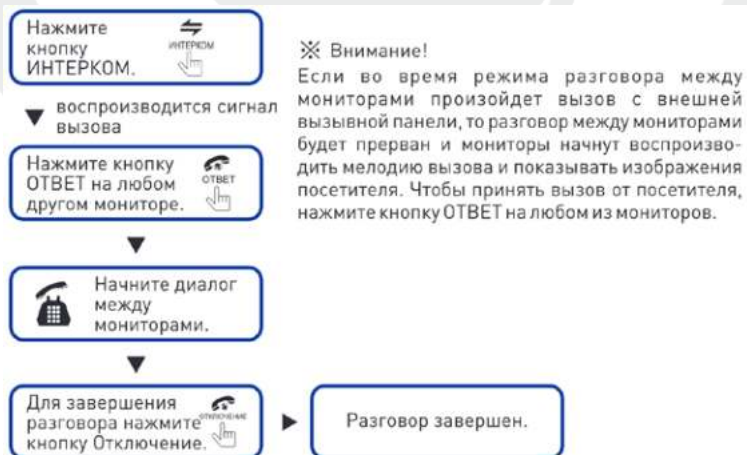 Нажмите
кнопку
ИНТЕРКОМ.
ИНТЕРКОМ
воспроизводится сигнал
вызова
Нажмите кнопку
ОТВЕТ на любом
другом мониторе.
ОТВЕТ
Начните диалог
между
мониторами.
Для завершения
разговора нажмите
кнопку Отключение.
ОТКЛЮЧЕНИЕ
Разговор завершен.
※ Внимание!
Если во время режима разговора между
мониторами произойдет вызов с внешней
вызывной панели, то разговор между мониторами
будет прерван и мониторы начнут воспроизво-
дить мелодию вызова и показывать изображения
посетителя. Чтобы принять вызов от посетителя,
нажмите кнопку ОТВЕТ на любом из мониторов.